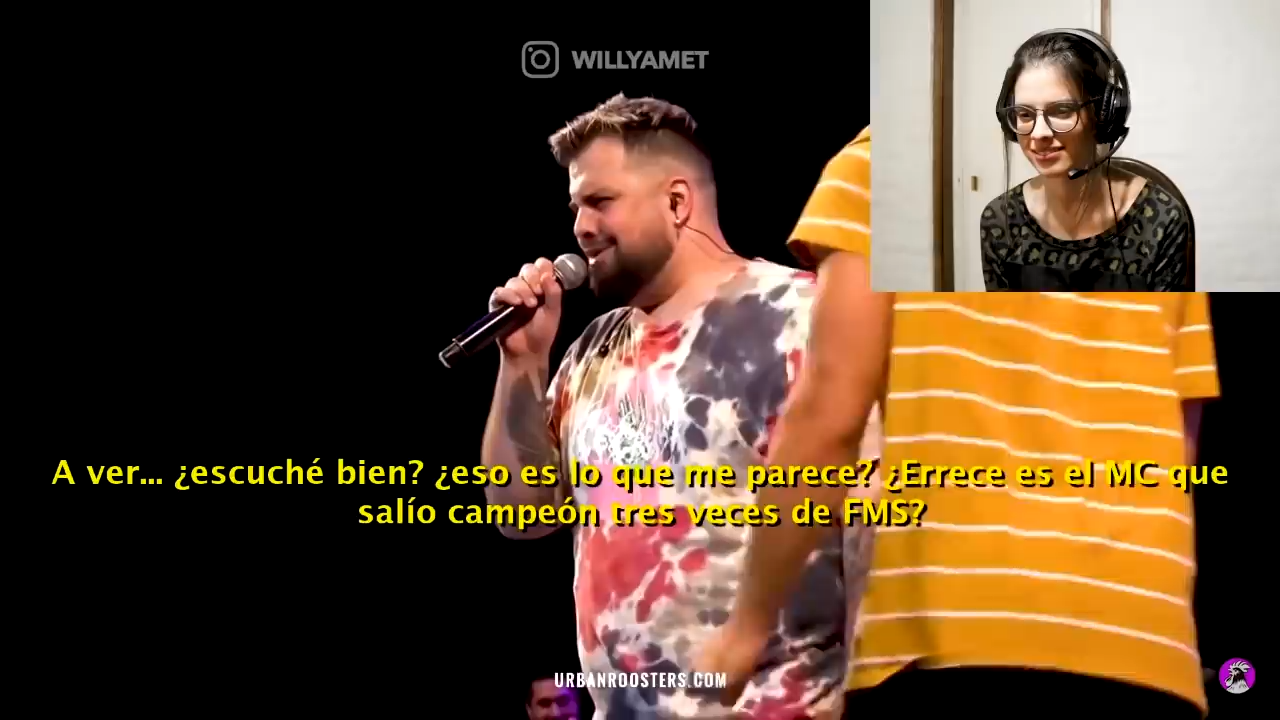 WILLYAMET
A ver... ¿escuché bien? ¿eso es lo que me parece? ¿Errece es el MC que
salío campeón tres veces de FMS?
URBANROOSTERS.COM